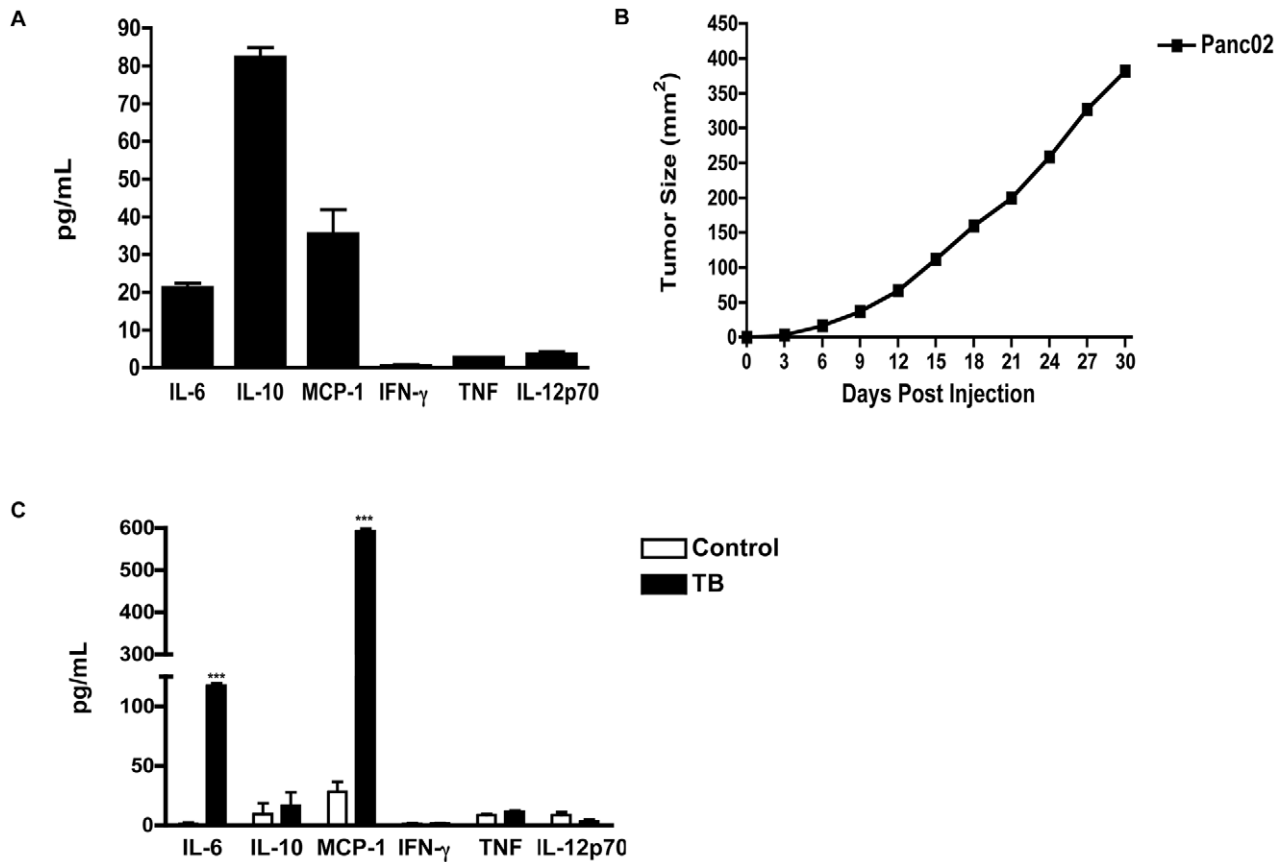 A
pg/mL
90
80
70
60
50
40
30
20
10
0
IL-6 IL-10 MCP-1 IFN-γ TNF IL-12p70
B
Tumor Size (mm²)
450
400
350
300
250
200
150
100
50
0
0 3 6 9 12 15 18 21 24 27 30
Days Post Injection
Panc02
C
pg/mL
600
500
400
300
100
50
0
***
***
IL-6 IL-10 MCP-1 IFN-γ TNF IL-12p70
Control
TB